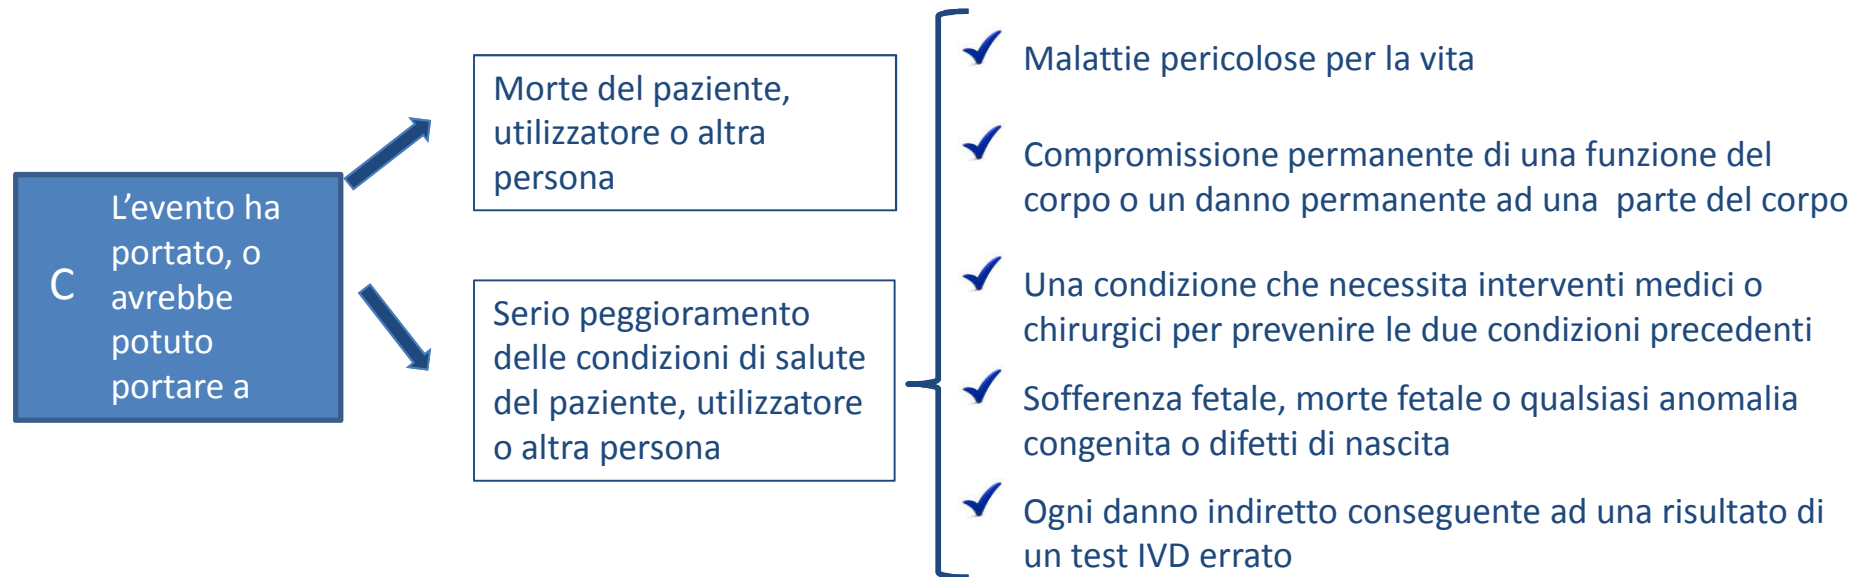 C
L’evento ha
portato, o
avrebbe
potuto
portare a
Morte del paziente,
utilizzatore o altra
persona
Serio peggioramento
delle condizioni di salute
del paziente, utilizzatore
o altra persona
Malattie pericolose per la vita
Compromissione permanente di una funzione del
corpo o un danno permanente ad una parte del corpo
Una condizione che necessita interventi medici o
chirurgici per prevenire le due condizioni precedenti
Sofferenza fetale, morte fetale o qualsiasi anomalia
congenita o difetti di nascita
Ogni danno indiretto conseguente ad una risultato di
un test IVD errato